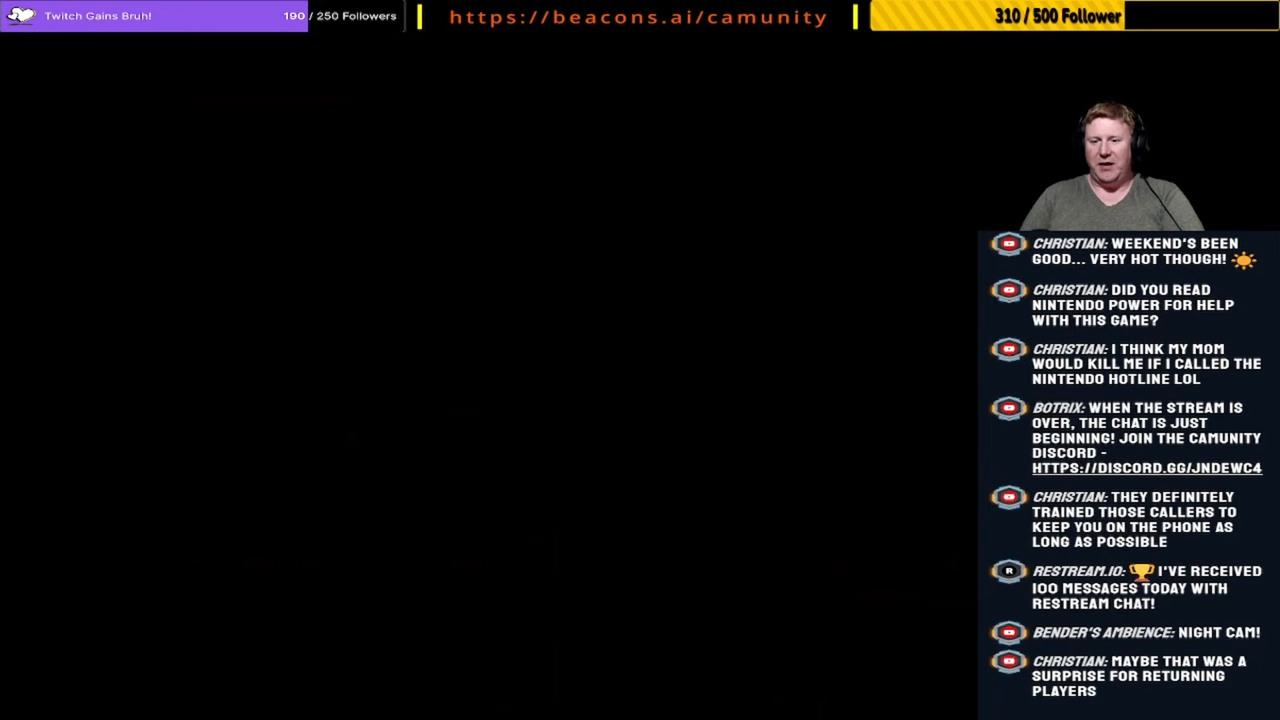 Twitch Gains Bruh! 190 / 250 Followers
https://beacons.ai/camunity
310 / 500 Follower
CHRISTIAN: WEEKEND'S BEEN
GOOD... VERY HOT THOUGH!
CHRISTIAN: DID YOU READ
NINTENDO POWER FOR HELP
WITH THIS GAME?
CHRISTIAN: I THINK MY MOM
WOULD KILL ME IF I CALLED THE
NINTENDO HOTLINE LOL
BOTRIX: WHEN THE STREAM IS
OVER, THE CHAT IS JUST
BEGINNING! JOIN THE CAMUNITY
DISCORD -
HTTPS://DISCORD.GG/JNDEWC4
CHRISTIAN: THEY DEFINITELY
TRAINED THOSE CALLERS TO
KEEP YOU ON THE PHONE AS
LONG AS POSSIBLE
R
RESTREAM.IO: I'VE RECEIVED
100 MESSAGES TODAY WITH
RESTREAM CHAT!
BENDER'S AMBIENCE: NIGHT CAM!
CHRISTIAN: MAYBE THAT WAS A
SURPRISE FOR RETURNING
PLAYERS